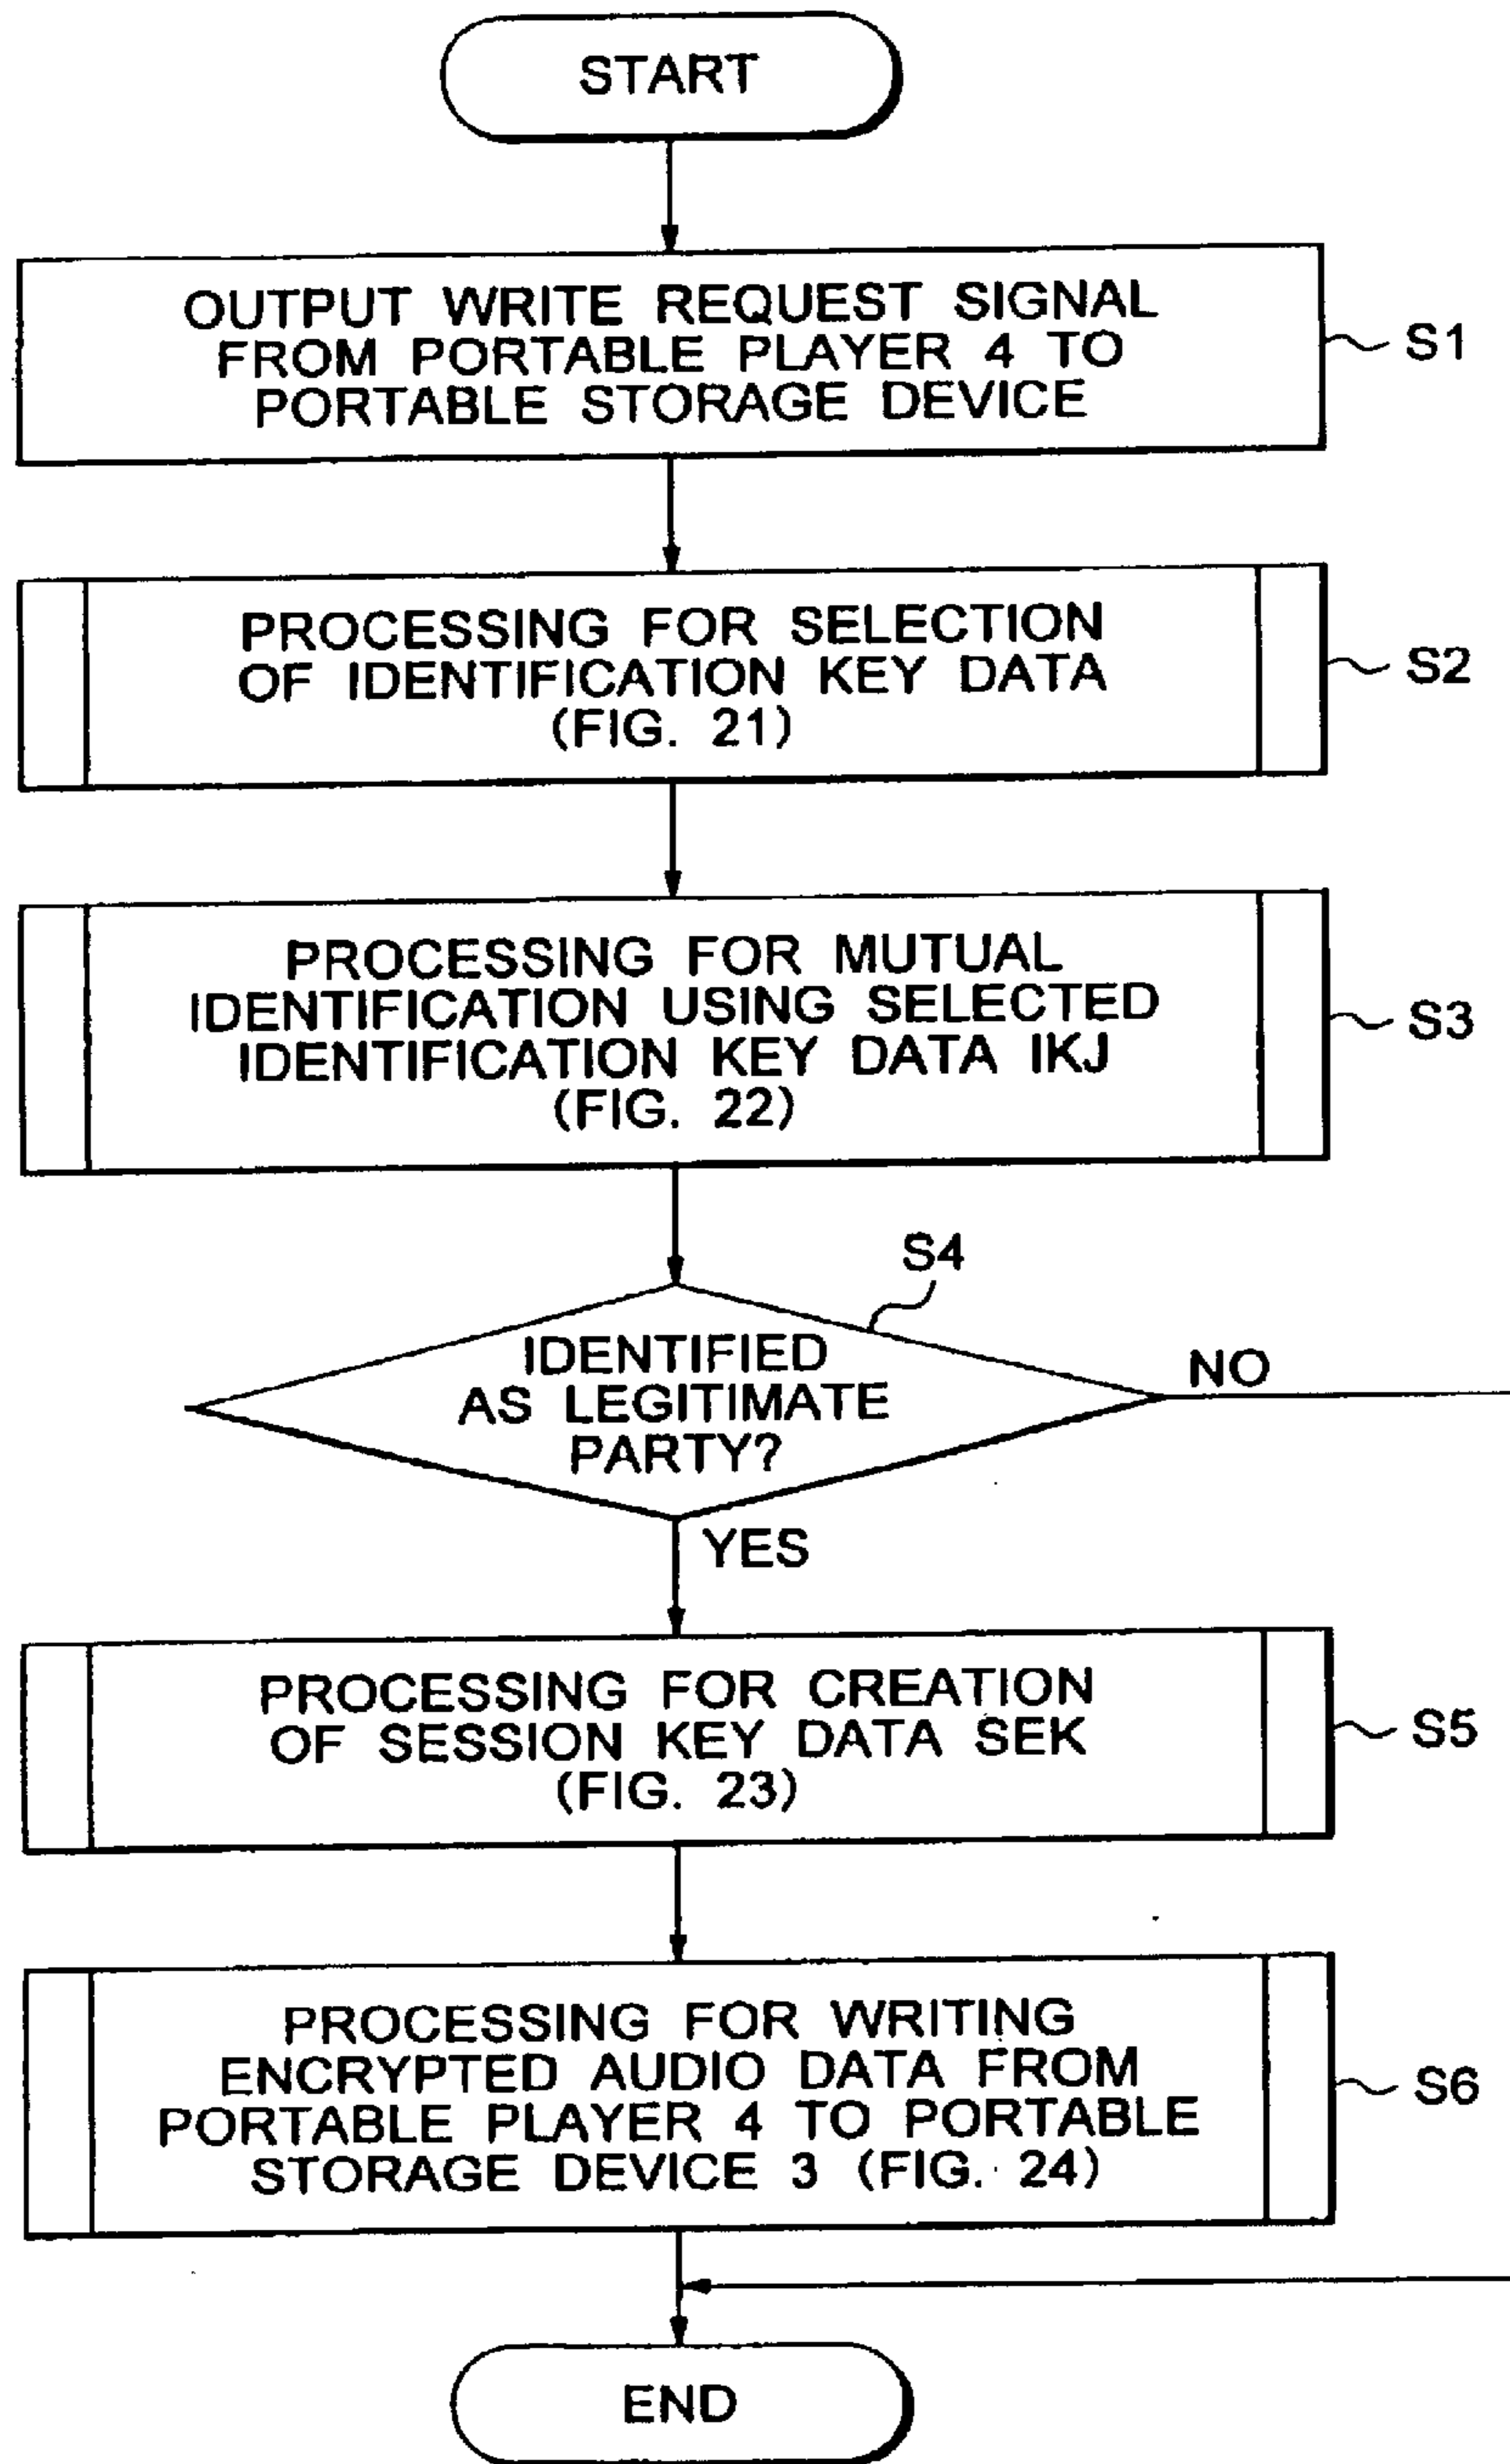 START
OUTPUT WRITE REQUEST SIGNAL
FROM PORTABLE PLAYER 4 TO
PORTABLE STORAGE DEVICE
S1
PROCESSING FOR SELECTION
OF IDENTIFICATION KEY DATA
(FIG. 21)
S2
PROCESSING FOR MUTUAL
IDENTIFICATION USING SELECTED
IDENTIFICATION KEY DATA IKJ
(FIG. 22)
S3
S4
IDENTIFIED
AS LEGITIMATE
PARTY?
NO
YES
PROCESSING FOR CREATION
OF SESSION KEY DATA SEK
(FIG. 23)
S5
PROCESSING FOR WRITING
ENCRYPTED AUDIO DATA FROM
PORTABLE PLAYER 4 TO PORTABLE
STORAGE DEVICE 3 (FIG. 24)
S6
END